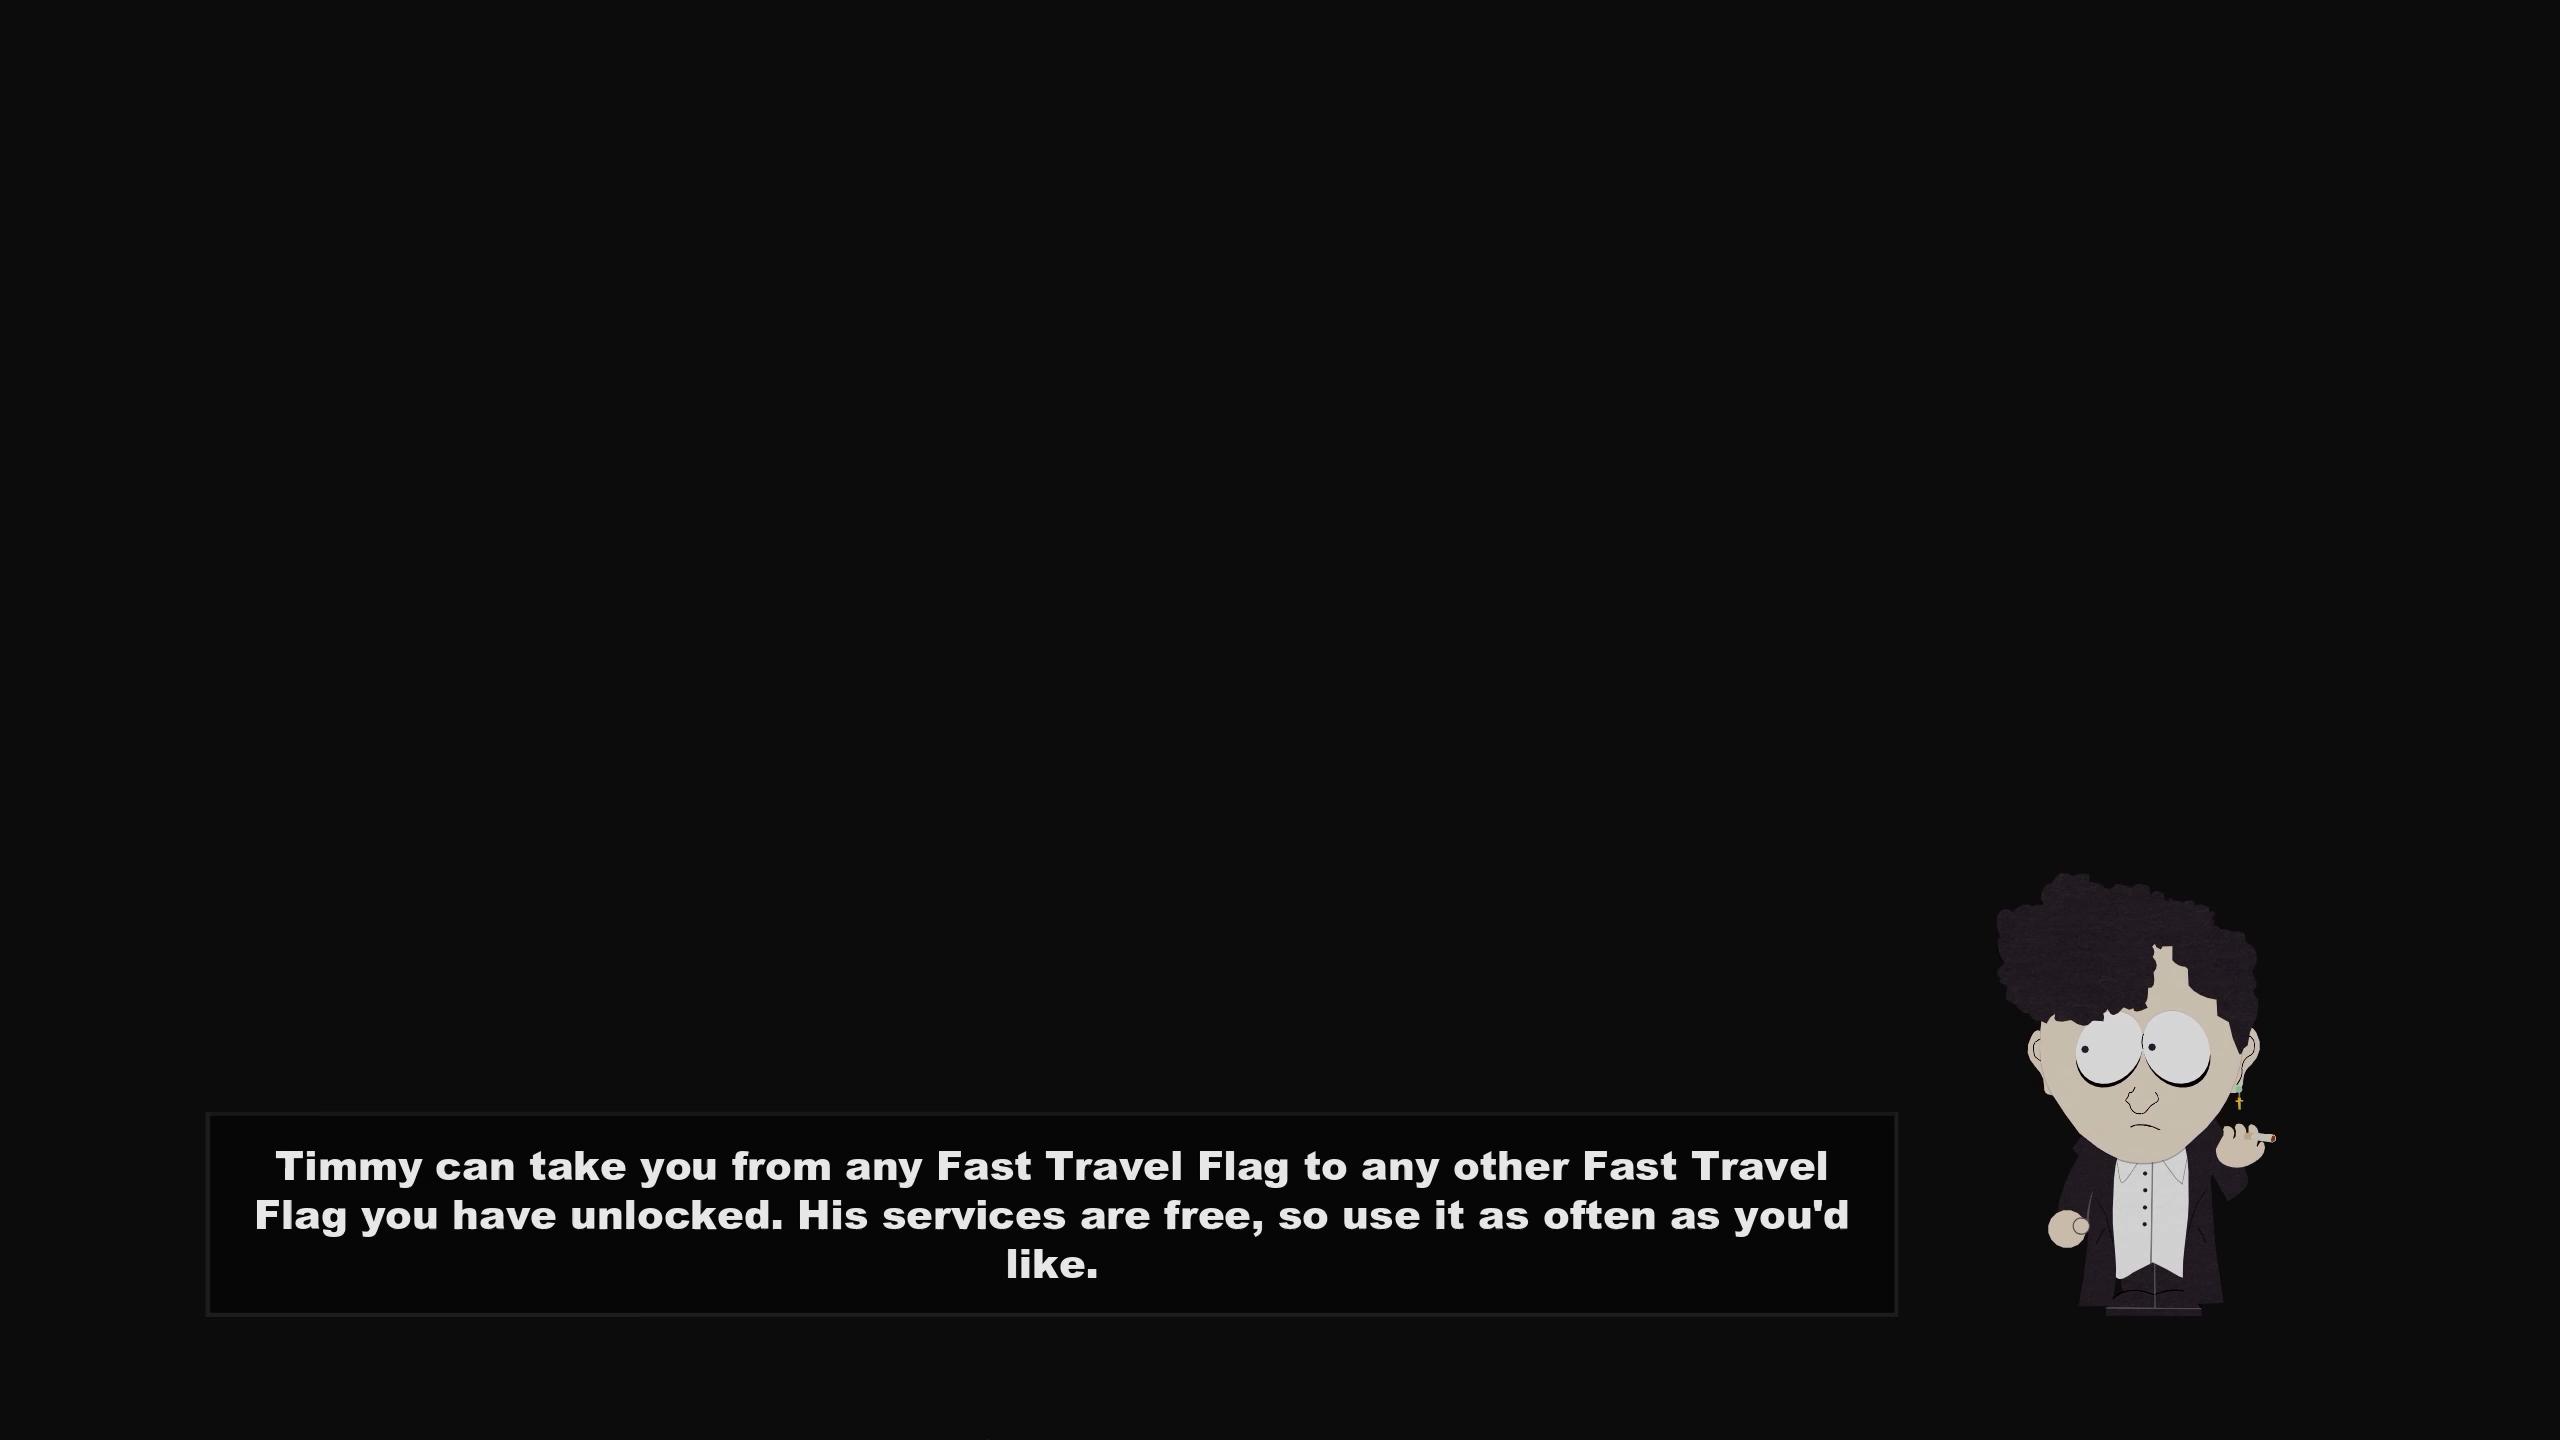 Timmy can take you from any Fast Travel Flag to any other Fast Travel
Flag you have unlocked. His services are free, so use it as often as you'd
like.